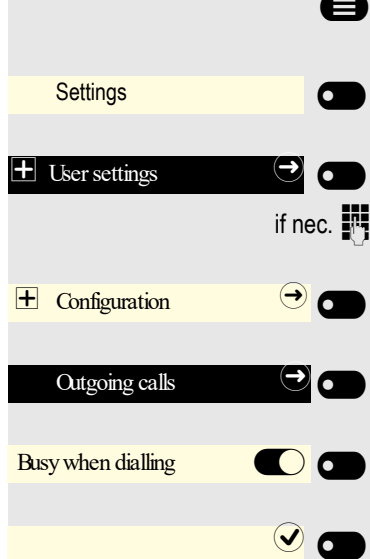 Settings
User settings
if nec.
Configuration
Outgoing calls
Busy when dialling